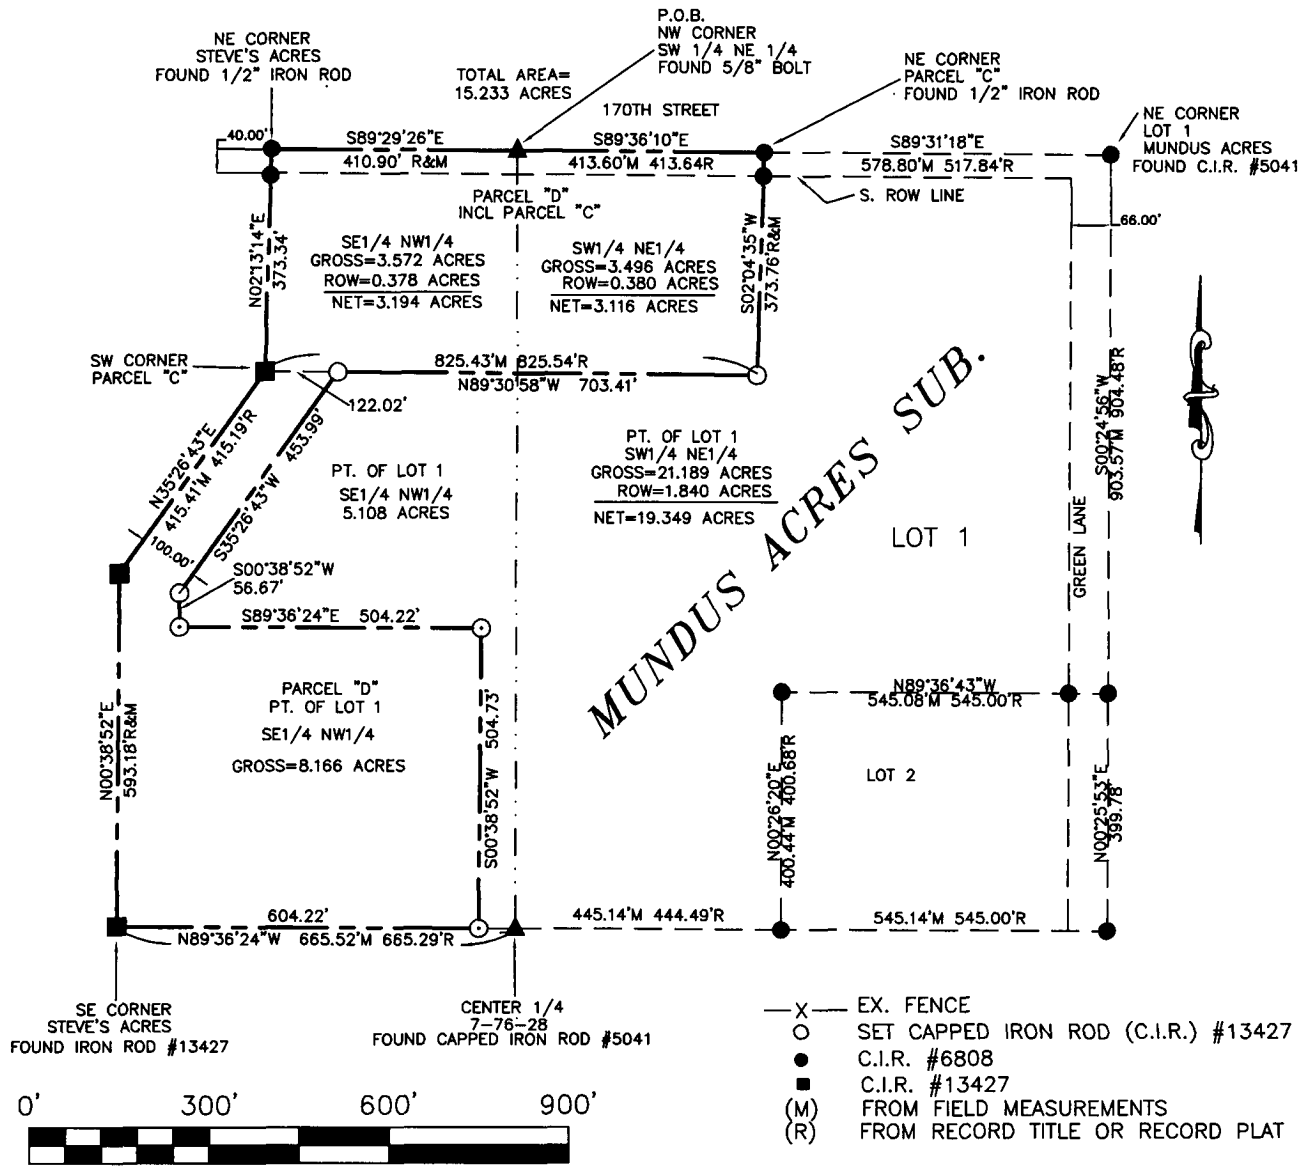 P.O.B.
NW CORNER
SW 1/4 NE 1/4
FOUND 5/8" BOLT
NE CORNER
STEVE'S ACRES
FOUND 1/2" IRON ROD
TOTAL AREA=
15.233 ACRES
NE CORNER
PARCEL "C"
FOUND 1/2" IRON ROD
170TH STREET
NE CORNER
LOT 1
MUNDUS ACRES
FOUND C.I.R. #5041
40.00'
S89°29'26"E
410.90' R&M
S89°36'10"E
413.60'M 413.64R
S89°31'18"E
578.80'M 517.84'R
S. ROW LINE
66.00'
PARCEL "D"
INCL PARCEL "C"
N02°13'14"E
373.34'
SE1/4 NW1/4
GROSS=3.572 ACRES
ROW=0.378 ACRES
NET=3.194 ACRES
SW1/4 NE1/4
GROSS=3.496 ACRES
ROW=0.380 ACRES
NET=3.116 ACRES
S02°04'35"W
373.76'R&M
SW CORNER
PARCEL "C"
825.43'M 825.54'R
N89°30'58"W 703.41'
122.02'
N35°26'43"E
415.41'M 415.19'R
S35°26'43"W 453.99'
100.00'
PT. OF LOT 1
SE1/4 NW1/4
5.108 ACRES
PT. OF LOT 1
SW1/4 NE1/4
GROSS=21.189 ACRES
ROW=1.840 ACRES
NET=19.349 ACRES
MUNDUS ACRES SUB.
LOT 1
GREEN LANE
S00°24'56"W
903.57'M 904.48'R
S00°38'52"W
56.67'
S89°36'24"E 504.22'
PARCEL "D"
PT. OF LOT 1
SE1/4 NW1/4
GROSS=8.166 ACRES
N00°38'52"E
593.18'R&M
S00°38'52"W 504.73'
N89°36'43"W
545.08'M 545.00'R
LOT 2
N00°26'20"E
400.44'M 400.68'R
N00°25'53"E
399.78'
604.22'
N89°36'24"W 665.52'M 665.29'R
445.14'M 444.49'R
545.14'M 545.00'R
SE CORNER
STEVE'S ACRES
FOUND IRON ROD #13427
CENTER 1/4
7-76-28
FOUND CAPPED IRON ROD #5041
X EX. FENCE
SET CAPPED IRON ROD (C.I.R.) #13427
C.I.R. #6808
C.I.R. #13427
(M) FROM FIELD MEASUREMENTS
(R) FROM RECORD TITLE OR RECORD PLAT
0' 300' 600' 900'